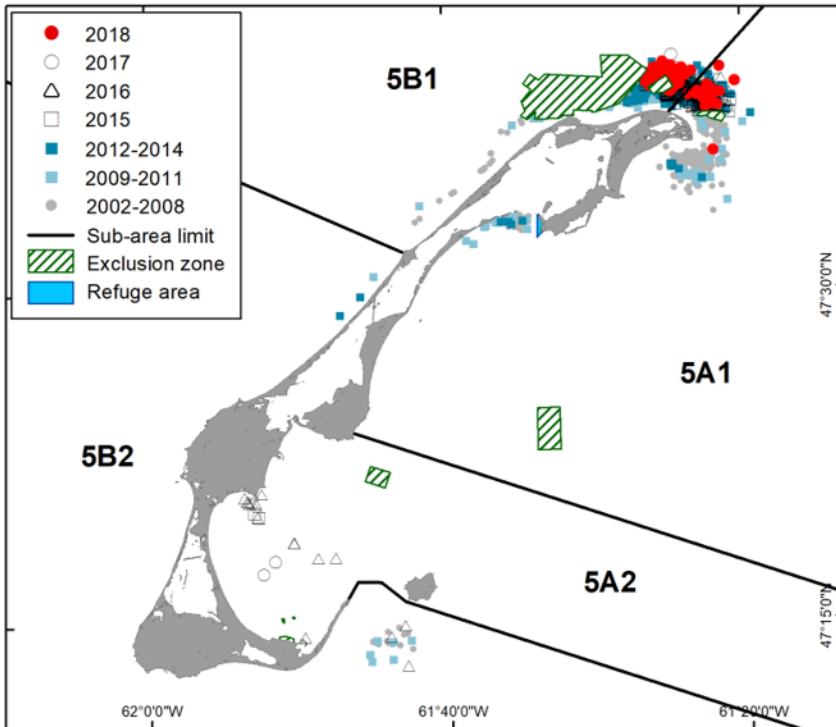 2018
2017
2016
2015
2012-2014
2009-2011
2002-2008
Sub-area limit
Exclusion zone
Refuge area
5B1
47°30'0"N
5A1
5B2
5A2
47°15'0"N
62°0'0"W
61°40'0"W
61°20'0"W